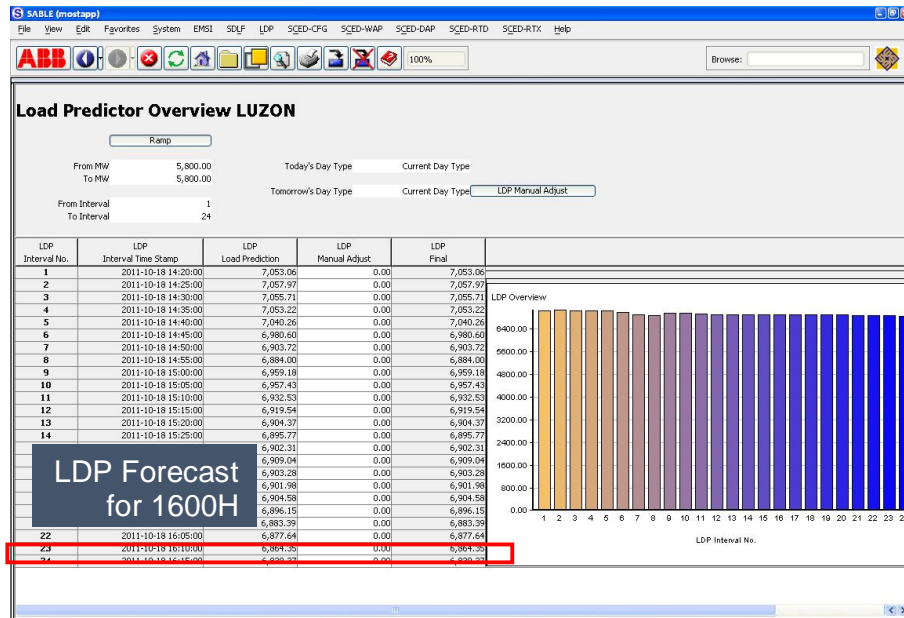 SABLE (mostapp)
File View Edit Favorites System EMSI SDLF LDP SCED-CFG SCED-WAP SCED-DAP SCED-RTD SCED-RTX Help
ABB 100% Browse:
Load Predictor Overview LUZON
Ramp
From MW 5,800.00 Today's Day Type Current Day Type
To MW 5,800.00
Tomorrow's Day Type Current Day Type LDP Manual Adjust
From Interval 1
To Interval 24
LDP LDP LDP LDP LDP
Interval No. Interval Time Stamp Load Prediction Manual Adjust Final
1 2011-10-18 14:20:00 7,053.06 0.00 7,053.06
2 2011-10-18 14:25:00 7,057.97 0.00 7,057.97
3 2011-10-18 14:30:00 7,055.71 0.00 7,055.71
4 2011-10-18 14:35:00 7,053.22 0.00 7,053.22
5 2011-10-18 14:40:00 7,040.26 0.00 7,040.26
6 2011-10-18 14:45:00 6,980.60 0.00 6,980.60
7 2011-10-18 14:50:00 6,903.72 0.00 6,903.72
8 2011-10-18 14:55:00 6,884.00 0.00 6,884.00
9 2011-10-18 15:00:00 6,959.18 0.00 6,959.18
10 2011-10-18 15:05:00 6,957.43 0.00 6,957.43
11 2011-10-18 15:10:00 6,932.53 0.00 6,932.53
12 2011-10-18 15:15:00 6,919.54 0.00 6,919.54
13 2011-10-18 15:20:00 6,904.37 0.00 6,904.37
14 2011-10-18 15:25:00 6,895.77 0.00 6,895.77
6,902.31 0.00 6,902.31
6,909.04 0.00 6,909.04
6,903.28 0.00 6,903.28
6,901.98 0.00 6,901.98
6,904.58 0.00 6,904.58
6,896.15 0.00 6,896.15
6,883.39 0.00 6,883.39
22 2011-10-18 16:05:00 6,877.64 0.00 6,877.64
23 2011-10-18 16:10:00 6,864.35 0.00 6,864.35
24 2011-10-18 16:15:00 6,839.37 0.00 6,839.37
LDP Forecast
for 1600H
LDP Overview
6400.00
5600.00
4800.00
4000.00
3200.00
2400.00
1600.00
800.00
0.00
1 2 3 4 5 6 7 8 9 10 11 12 13 14 15 16 17 18 19 20 21 22 23
LDP Interval No.